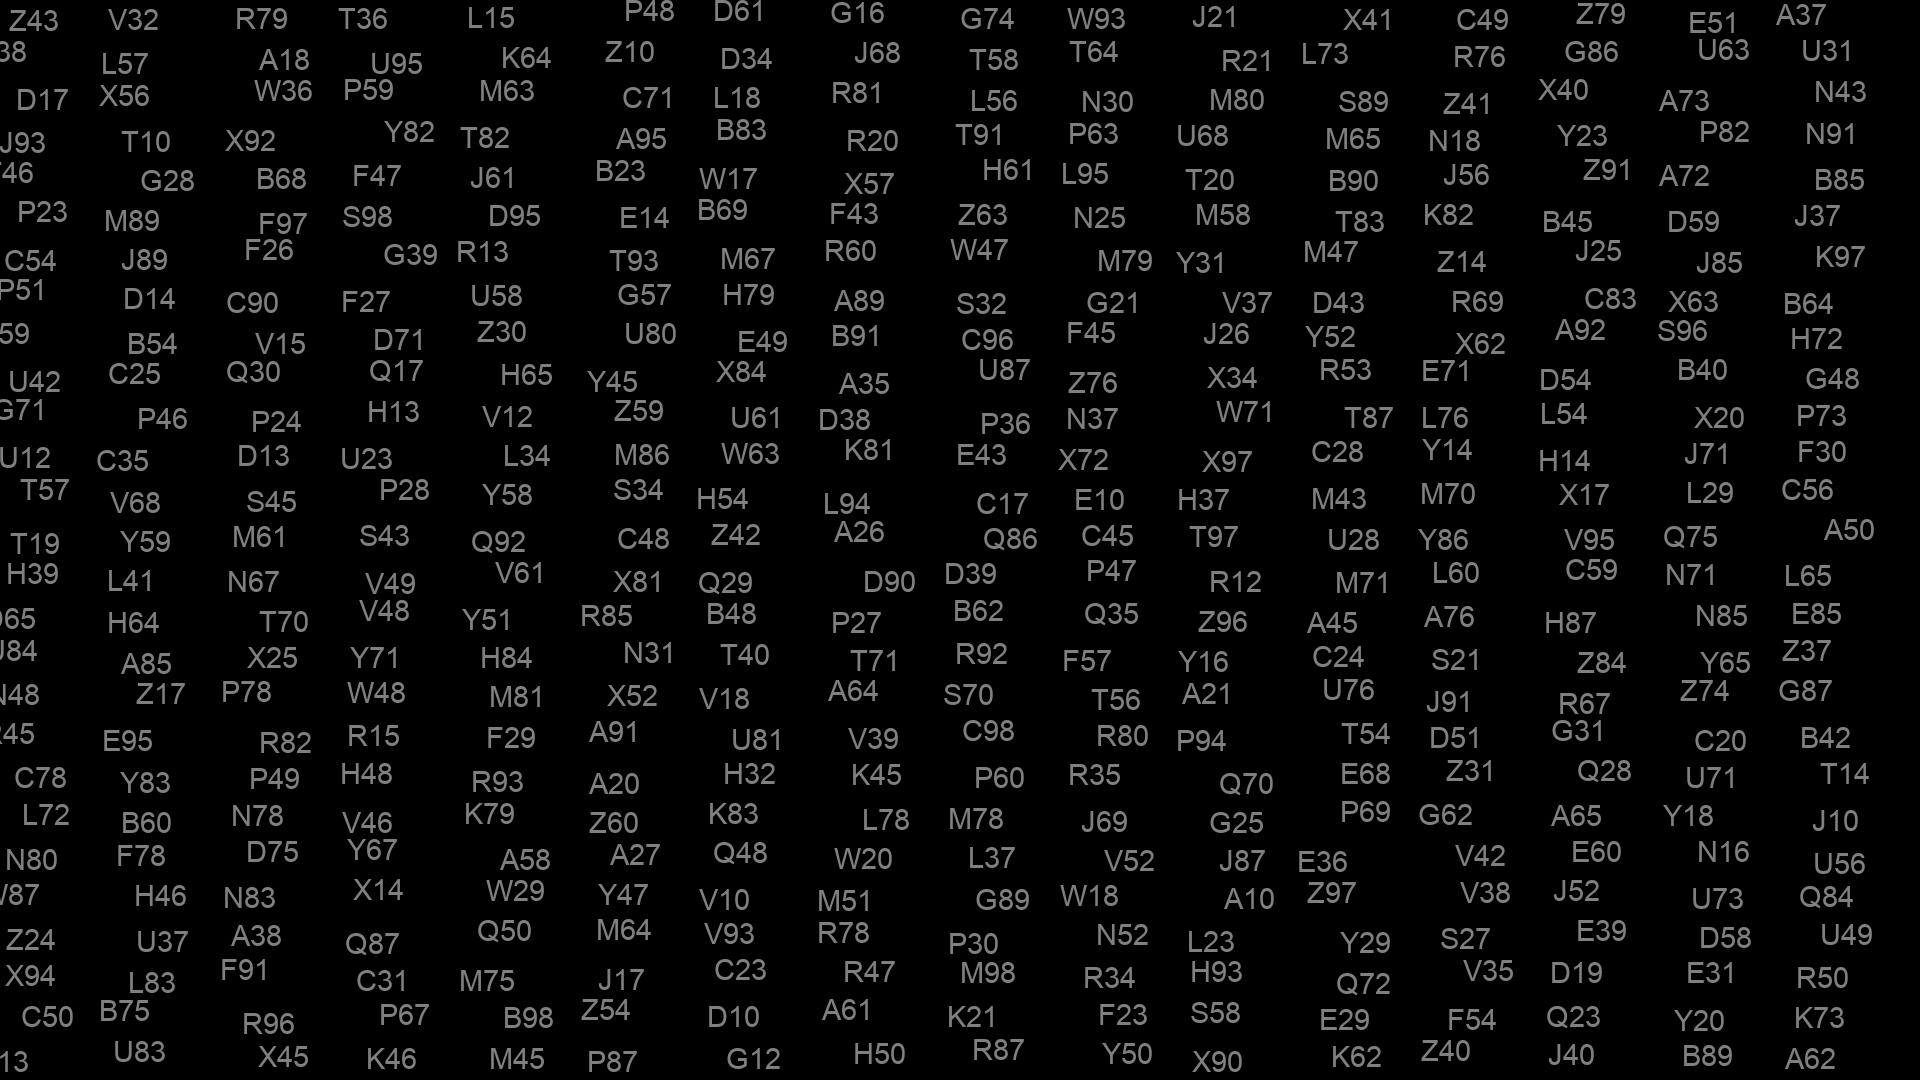 Z43 V32 R79 T36 L15 P48 D61 G16 G74 W93 J21 X41 C49 Z79 E51 A37
38 L57 A18 U95 K64 Z10 D34 J68 T58 T64 R21 L73 R76 G86 U63 U31
D17 X56 W36 P59 M63 C71 L18 R81 L56 N30 M80 S89 Z41 X40 A73 N43
J93 T10 X92 Y82 T82 A95 B83 R20 T91 P63 U68 M65 N18 Y23 P82 N91
46 G28 B68 F47 J61 B23 W17 X57 H61 L95 T20 B90 J56 Z91 A72 B85
P23 M89 F97 S98 D95 E14 B69 F43 Z63 N25 M58 T83 K82 B45 D59 J37
C54 J89 F26 G39 R13 T93 M67 R60 W47 M79 Y31 M47 Z14 J25 J85 K97
P51 D14 C90 F27 U58 G57 H79 A89 S32 G21 V37 D43 R69 C83 X63 B64
59 B54 V15 D71 Z30 U80 E49 B91 C96 F45 J26 Y52 X62 A92 S96 H72
U42 C25 Q30 Q17 H65 Y45 X84 A35 U87 Z76 X34 R53 E71 D54 B40 G48
G71 P46 P24 H13 V12 Z59 U61 D38 P36 N37 W71 T87 L76 L54 X20 P73
U12 C35 D13 U23 L34 M86 W63 K81 E43 X72 X97 C28 Y14 H14 J71 F30
T57 V68 S45 P28 Y58 S34 H54 L94 C17 E10 H37 M43 M70 X17 L29 C56
T19 Y59 M61 S43 Q92 C48 Z42 A26 Q86 C45 T97 U28 Y86 V95 Q75 A50
H39 L41 N67 V49 V61 X81 Q29 D90 D39 P47 R12 M71 L60 C59 N71 L65
65 H64 T70 V48 Y51 R85 B48 P27 B62 Q35 Z96 A45 A76 H87 N85 E85
84 A85 X25 Y71 H84 N31 T40 T71 R92 F57 Y16 C24 S21 Z84 Y65 Z37
N48 Z17 P78 W48 M81 X52 V18 A64 S70 T56 A21 U76 J91 R67 Z74 G87
45 E95 R82 R15 F29 A91 U81 V39 C98 R80 P94 T54 D51 G31 C20 B42
C78 Y83 P49 H48 R93 A20 H32 K45 P60 R35 Q70 E68 Z31 Q28 U71 T14
L72 B60 N78 V46 K79 Z60 K83 L78 M78 J69 G25 P69 G62 A65 Y18 J10
N80 F78 D75 Y67 A58 A27 Q48 W20 L37 V52 J87 E36 V42 E60 N16 U56
W87 H46 N83 X14 W29 Y47 V10 M51 G89 W18 A10 Z97 V38 J52 U73 Q84
Z24 U37 A38 Q87 Q50 M64 V93 R78 P30 N52 L23 Y29 S27 E39 D58 U49
X94 L83 F91 C31 M75 J17 C23 R47 M98 R34 H93 Q72 V35 D19 E31 R50
C50 B75 R96 P67 B98 Z54 D10 A61 K21 F23 S58 E29 F54 Q23 Y20 K73
13 U83 X45 K46 M45 P87 G12 H50 R87 Y50 X90 K62 Z40 J40 B89 A62